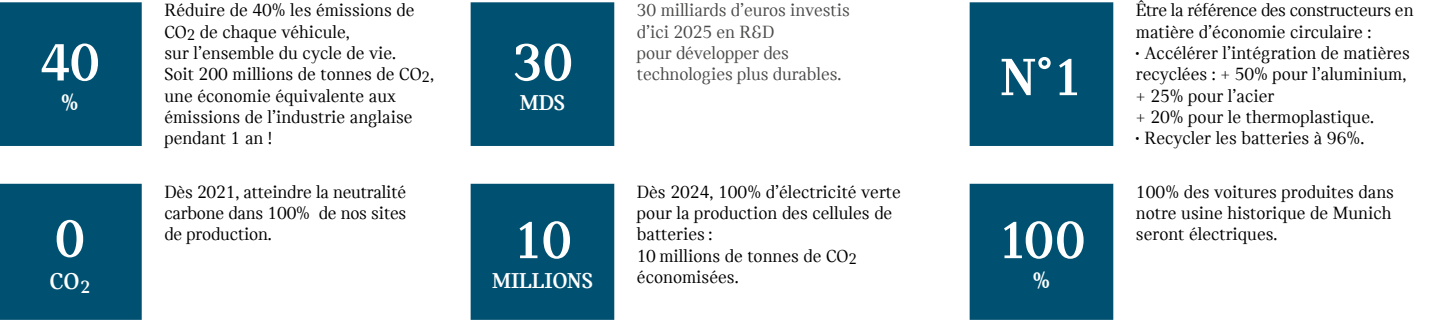 40
%
Réduire de 40% les émissions de
CO2 de chaque véhicule,
sur l’ensemble du cycle de vie.
Soit 200 millions de tonnes de CO2,
une économie équivalente aux
émissions de l’industrie anglaise
pendant 1 an !
30
MDS
30 milliards d’euros investis
d’ici 2025 en R&D
pour développer des
technologies plus durables.
N°1
Être la référence des constructeurs en
matière d’économie circulaire :
· Accélérer l’intégration de matières
recyclées : + 50% pour l’aluminium,
+ 25% pour l’acier
+ 20% pour le thermoplastique.
· Recycler les batteries à 96%.
0
CO2
Dès 2021, atteindre la neutralité
carbone dans 100% de nos sites
de production.
10
MILLIONS
Dès 2024, 100% d’électricité verte
pour la production des cellules de
batteries :
10 millions de tonnes de CO2
économisées.
100
%
100% des voitures produites dans
notre usine historique de Munich
seront électriques.